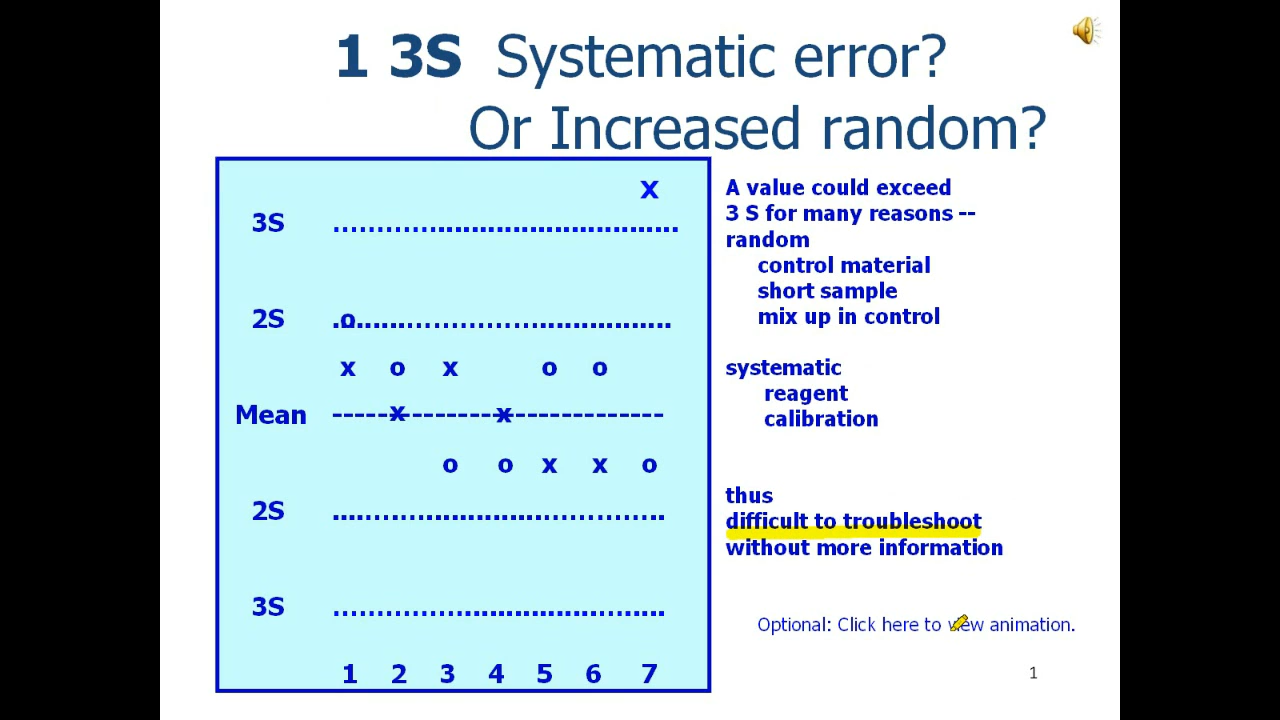 1 3S Systematic error?
Or Increased random?
x
3S ................................................
2S .o..............................................
x o x o o
Mean -----x----------x---------------
o o x x o
2S ................................................
3S ................................................
1 2 3 4 5 6 7
A value could exceed
3 S for many reasons --
random
control material
short sample
mix up in control
systematic
reagent
calibration
thus
difficult to troubleshoot
without more information
Optional: Click here to view animation.
1